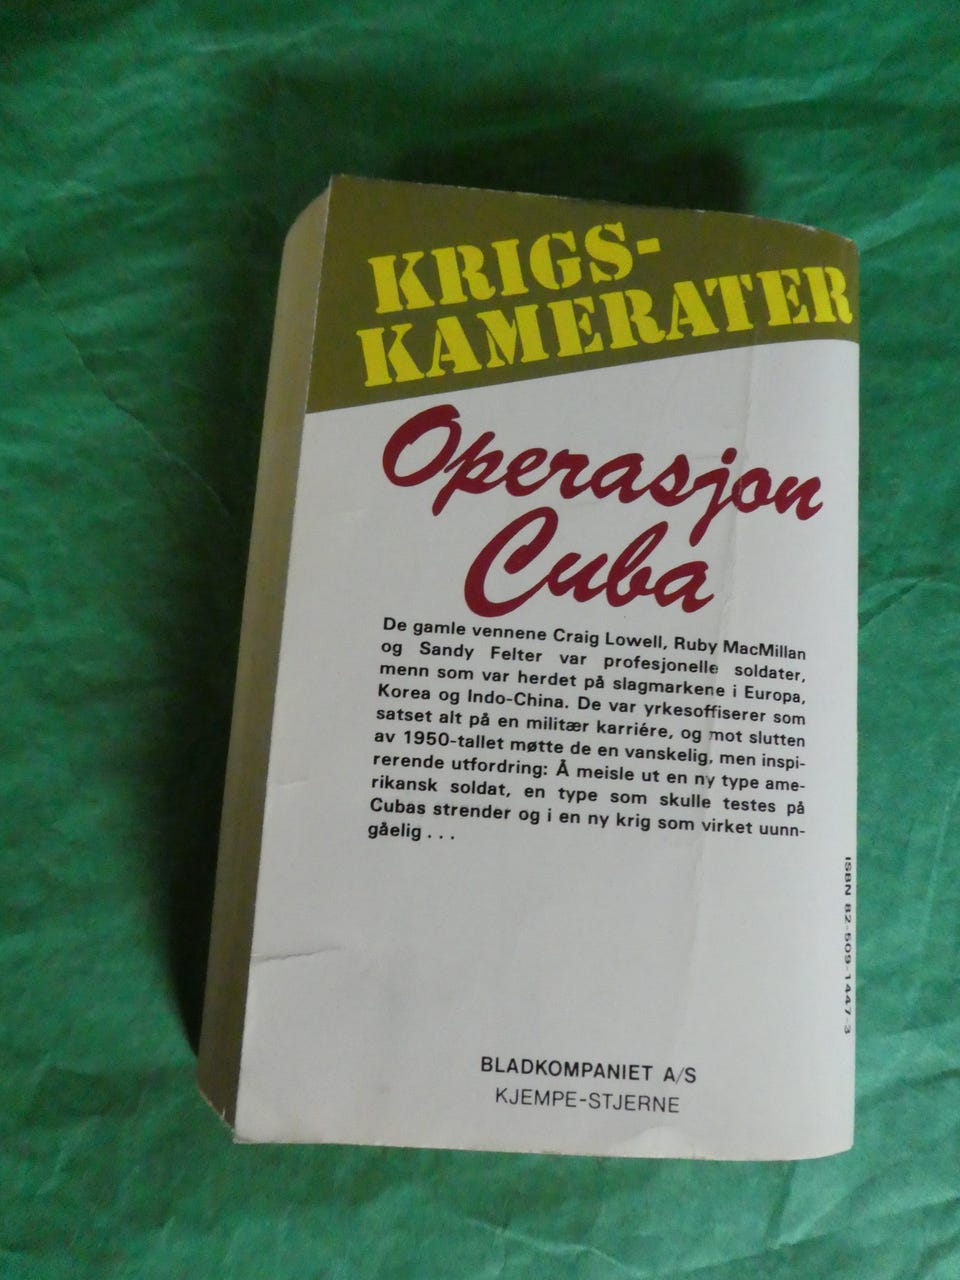 KRIGS-
KAMERATER
Operasjon
Cuba
De gamle vennene Craig Lowell, Ruby MacMillan
og Sandy Felter var profesjonelle soldater,
menn som var herdet på slagmarkene i Europa,
Korea og Indo-China. De var yrkesoffiserer som
satset alt på en militær karriére, og mot slutten
av 1950-tallet møtte de en vanskelig, men inspi-
rerende utfordring: Å meisle ut en ny type ame-
rikansk soldat, en type som skulle testes på
Cubas strender og i en ny krig som virket uunn-
gåelig . . .
ISBN 82-509-1447-3
BLADKOMPANIET A/S
KJEMPE-STJERNE